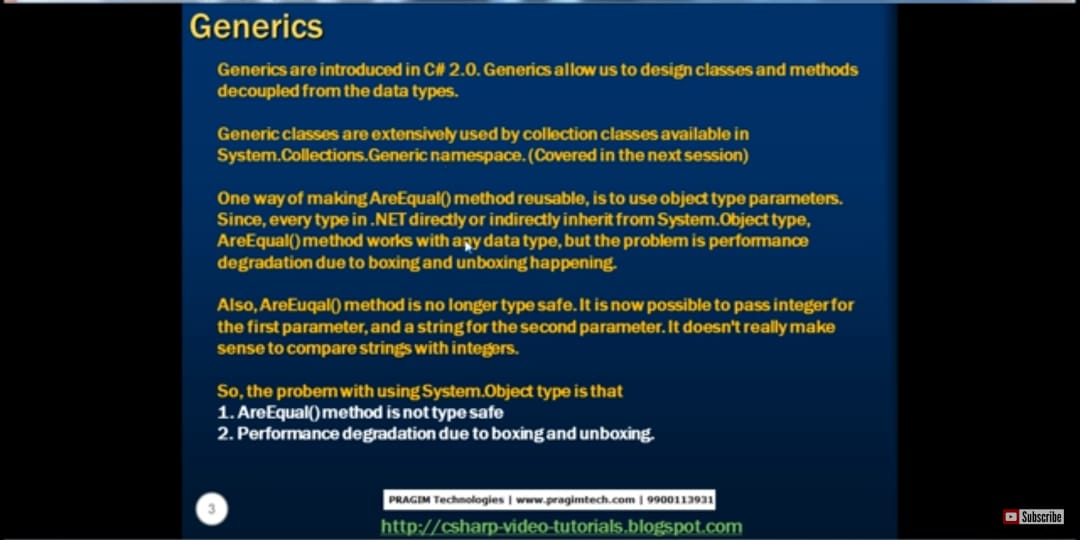 Generics
Generics are introduced in C# 2.0. Generics allow us to design classes and methods
decoupled from the data types.
Generic classes are extensively used by collection classes available in
System.Collections.Generic namespace. (Covered in the next session)
One way of making AreEqual() method reusable, is to use object type parameters.
Since, every type in .NET directly or indirectly inherit from System.Object type,
AreEqual() method works with any data type, but the problem is performance
degradation due to boxing and unboxing happening.
Also, AreEuqal() method is no longer type safe. It is now possible to pass integer for
the first parameter, and a string for the second parameter. It doesn't really make
sense to compare strings with integers.
So, the probem with using System.Object type is that
1. AreEqual() method is not type safe
2. Performance degradation due to boxing and unboxing.
3
PRAGIM Technologies | www.pragimtech.com | 9900113931
http://csharp-video-tutorials.blogspot.com
Subscribe